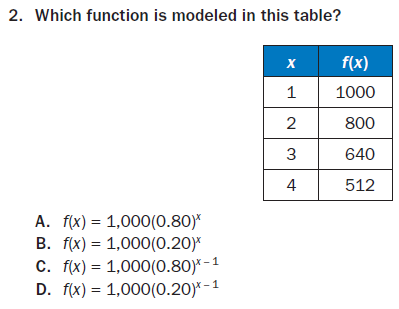 2. Which function is modeled in this table?
x f(x)
1 1000
2 800
3 640
4 512
A. f(x) = 1,000(0.80)ˣ
B. f(x) = 1,000(0.20)ˣ
C. f(x) = 1,000(0.80)ˣ⁻¹
D. f(x) = 1,000(0.20)ˣ⁻¹